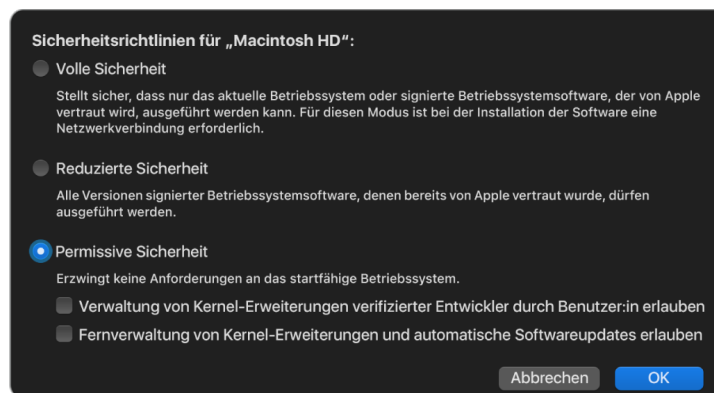 Sicherheitsrichtlinien für „Macintosh HD“:
Volle Sicherheit
Stellt sicher, dass nur das aktuelle Betriebssystem oder signierte Betriebssystemsoftware, der von Apple
vertraut wird, ausgeführt werden kann. Für diesen Modus ist bei der Installation der Software eine
Netzwerkverbindung erforderlich.
Reduzierte Sicherheit
Alle Versionen signierter Betriebssystemsoftware, denen bereits von Apple vertraut wurde, dürfen
ausgeführt werden.
Permissive Sicherheit
Erzwingt keine Anforderungen an das startfähige Betriebssystem.
Verwaltung von Kernel-Erweiterungen verifizierter Entwickler durch Benutzer:in erlauben
Fernverwaltung von Kernel-Erweiterungen und automatische Softwareupdates erlauben
Abbrechen OK